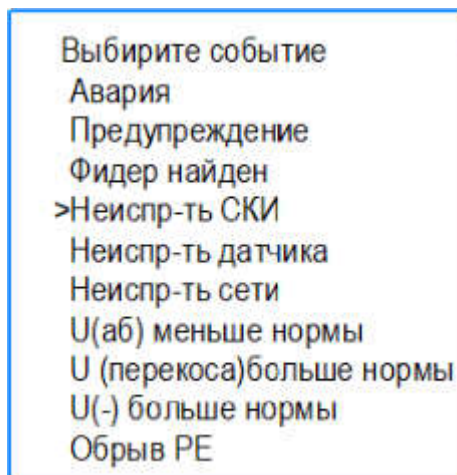 Выбирите событие
Авария
Предупреждение
Фидер найден
>Неиспр-ть СКИ
Неиспр-ть датчика
Неиспр-ть сети
U(аб) меньше нормы
U (перекоса)больше нормы
U(-) больше нормы
Обрыв РЕ